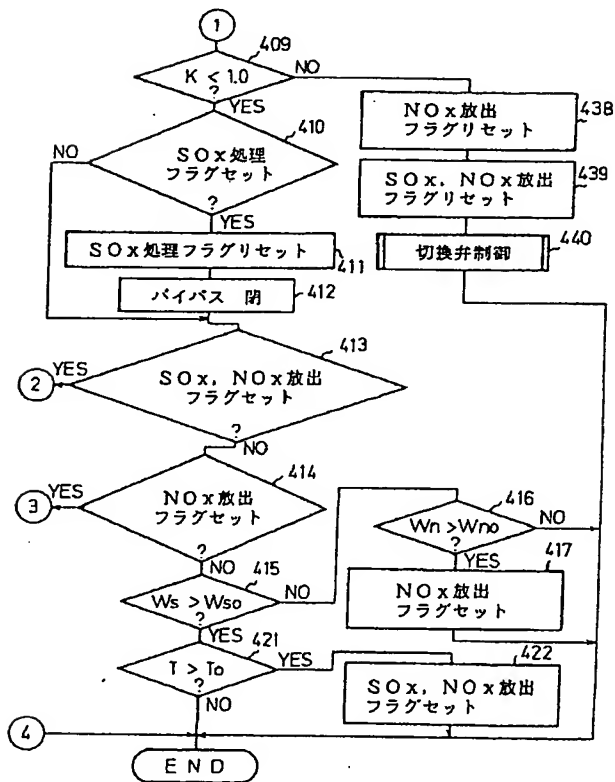 1
409
K < 1.0
?
NO
YES
NOx放出
フラグリセット
438
410
NO
SOx処理
フラグセット
?
YES
SOx,NOx放出
フラグリセット
439
SOx処理フラグリセット
411
切換弁制御
440
バイパス 閉
412
413
2
YES
SOx,NOx放出
フラグセット
?
NO
414
3
YES
NOx放出
フラグセット
?
NO
416
Wn>Wno
?
NO
YES
415
Ws>Wso
?
NO
YES
417
NOx放出
フラグセット
421
T>To
?
YES
NO
422
SOx,NOx放出
フラグセット
4
END